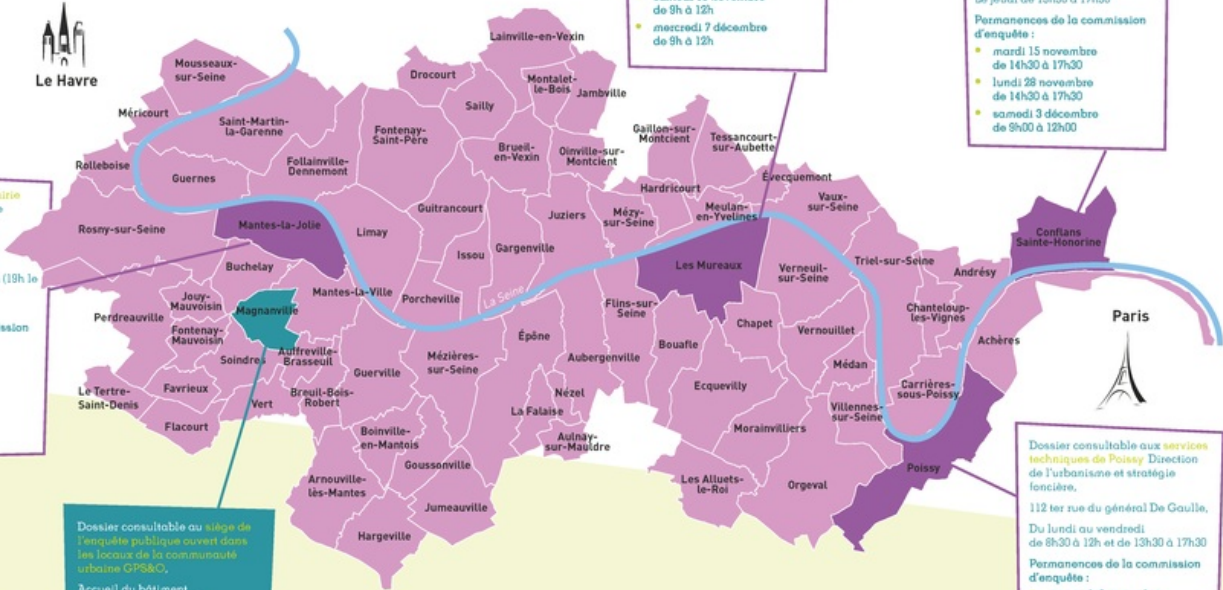 de 9h à 12h
mercredi 7 décembre
de 9h à 12h
Permanences de la commission
d'enquête :
mardi 15 novembre
de 14h30 à 17h30
lundi 28 novembre
de 14h30 à 17h30
samedi 3 décembre
de 9h00 à 12h00
Le Havre
Mousseaux-
sur-Seine
Méricourt
Rolleboise
Saint-Martin-
la-Garenne
Guernes
Follainville-
Dennemont
Fontenay-
Saint-Père
Drocourt
Sailly
Lainville-en-Vexin
Montalet-
le-Bois
Jambville
Brueil-
en-Vexin
Oinville-sur-
Montcient
Gaillon-sur-
Montcient
Tessancourt-
sur-Aubette
Hardricourt
Évecquemont
Meulan-
en-Yvelines
Vaux-
sur-Seine
Mézy-
sur-Seine
Juziers
Guitrancourt
Gargenville
Issou
Limay
Porcheville
La Seine
Rosny-sur-Seine
Mantes-la-Jolie
Buchelay
Mantes-la-Ville
Magnanville
Jouy-
Mauvoisin
Perdreauville
Fontenay-
Mauvoisin
Soindres
Auffreville-
Brasseuil
Le Tertre-
Saint-Denis
Favrieux
Vert
Breuil-Bois-
Robert
Flacourt
Guerville
Mézières-
sur-Seine
Épône
Boinville-
en-Mantois
Goussonville
Arnouville-
lès-Mantes
Jumeauville
Hargeville
La Falaise
Nézel
Aulnay-
sur-Mauldre
Aubergenville
Flins-sur-
Seine
Les Mureaux
Bouafle
Chapet
Ecquevilly
Verneuil-
sur-Seine
Vernouillet
Triel-sur-Seine
Médan
Morainvilliers
Villennes-
sur-Seine
Les Alluets-
le-Roi
Orgeval
Poissy
Carrières-
sous-Poissy
Chanteloup-
les-Vignes
Andrésy
Achères
Conflans
Sainte-Honorine
Paris
(19h le
Dossier consultable au siège de
l'enquête publique ouvert dans
les locaux de la communauté
urbaine GPS&O,
Accueil du bâtiment
Dossier consultable aux services
techniques de Poissy Direction
de l'urbanisme et stratégie
foncière,
112 ter rue du général De Gaulle,
Du lundi au vendredi
de 8h30 à 12h et de 13h30 à 17h30
Permanences de la commission
d'enquête :